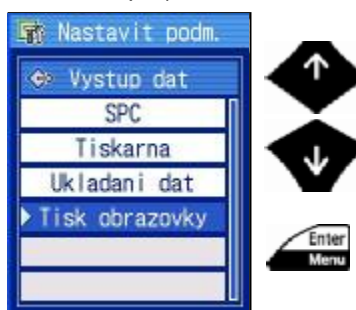 Nastavit podm.
Vystup dat
SPC
Tiskarna
Ukladani dat
Tisk obrazovky
Enter
Menu